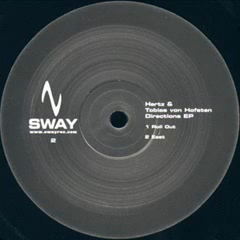 SWAY
www.swayrec.com
2
Hertz &
Tobias von Hofsten
Directions EP
1 Roll Out
2 East